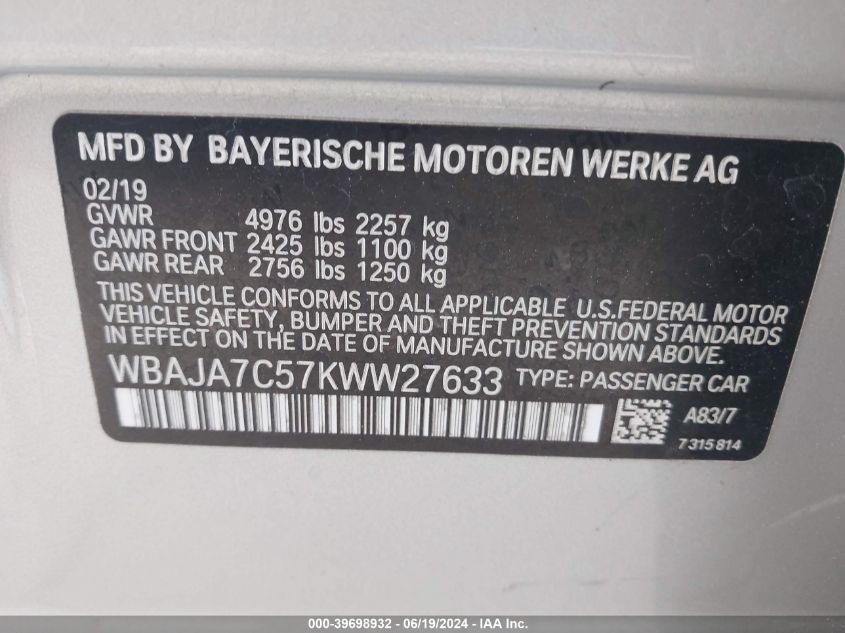 MFD BY BAYERISCHE MOTOREN WERKE AG
02/19
GVWR 4976 lbs 2257 kg
GAWR FRONT 2425 lbs 1100 kg
GAWR REAR 2756 lbs 1250 kg
THIS VEHICLE CONFORMS TO ALL APPLICABLE U.S.FEDERAL MOTOR
VEHICLE SAFETY, BUMPER AND THEFT PREVENTION STANDARDS
IN EFFECT ON THE DATE OF MANUFACTURE SHOWN ABOVE.
WBAJA7C57KWW27633 TYPE: PASSENGER CAR
A83/7
7 315 814
000-39698932 - 06/19/2024 - IAA Inc.